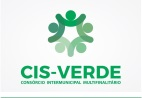 CIS-VERDE
CONSÓRCIO INTERMUNICIPAL MULTIFINALITÁRIO